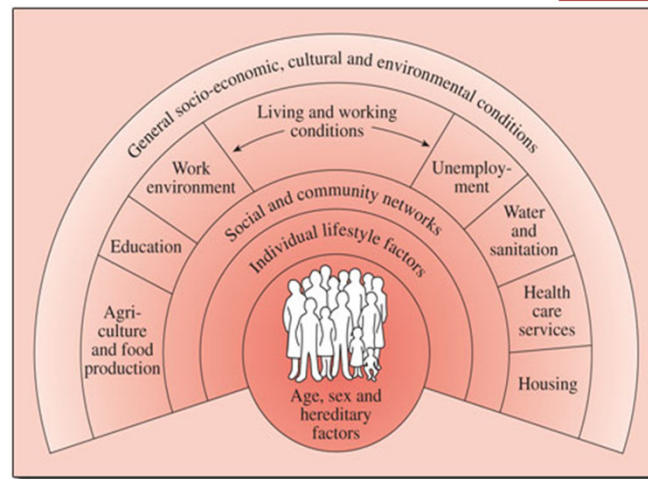 General socio-economic, cultural and environmental conditions
Living and working
conditions
Work
environment
Unemploy-
ment
Education
Water
and
sanitation
Agri-
culture
and food
production
Health
care
services
Housing
Social and community networks
Individual lifestyle factors
Age, sex and
hereditary
factors